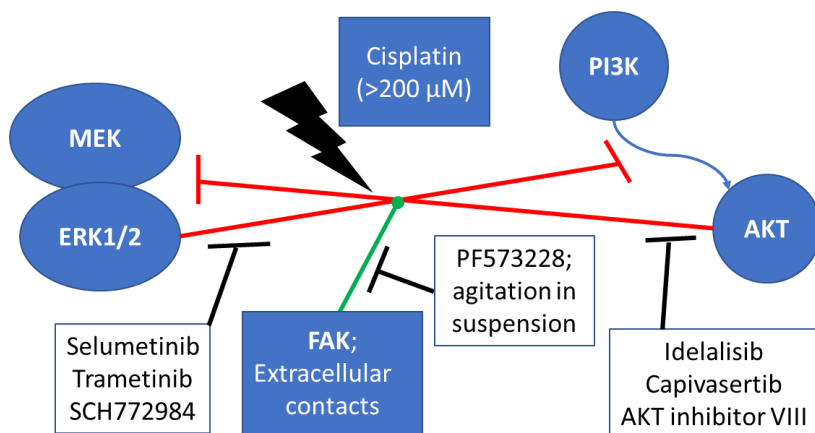 Cisplatin
(>200 µM)
PI3K
MEK
ERK1/2
AKT
PF573228;
agitation in
suspension
Selumetinib
Trametinib
SCH772984
FAK;
Extracellular
contacts
Idelalisib
Capivasertib
AKT inhibitor VIII